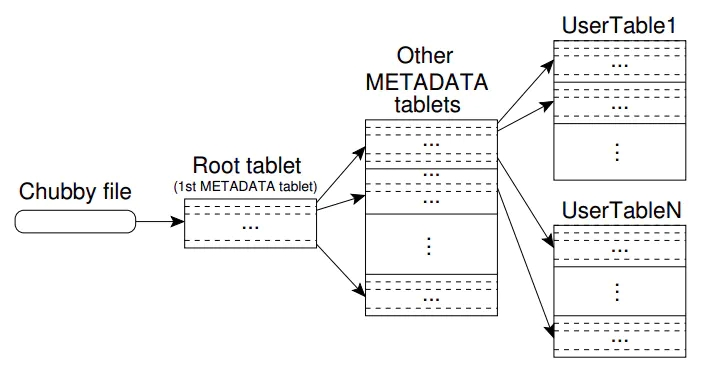 Chubby file
Root tablet
(1st METADATA tablet)
...
Other
METADATA
tablets
...
...
...
⋮
...
UserTable1
...
...
⋮
UserTableN
...
⋮
...